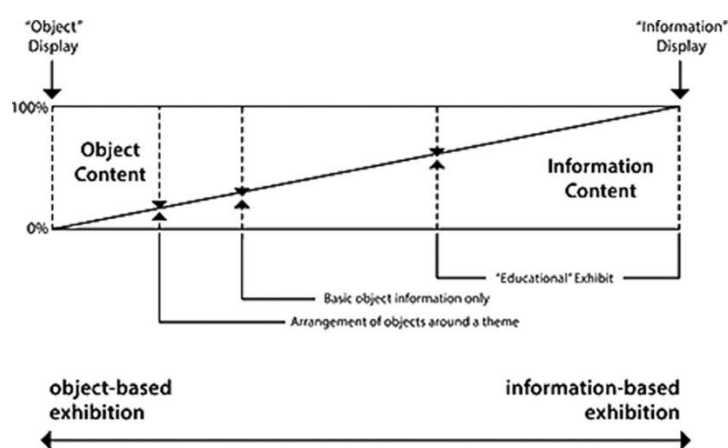 "Object"
Display
"Information"
Display
100%
Object
Content
Information
Content
0%
"Educational" Exhibit
Basic object information only
Arrangement of objects around a theme
object-based
exhibition
information-based
exhibition